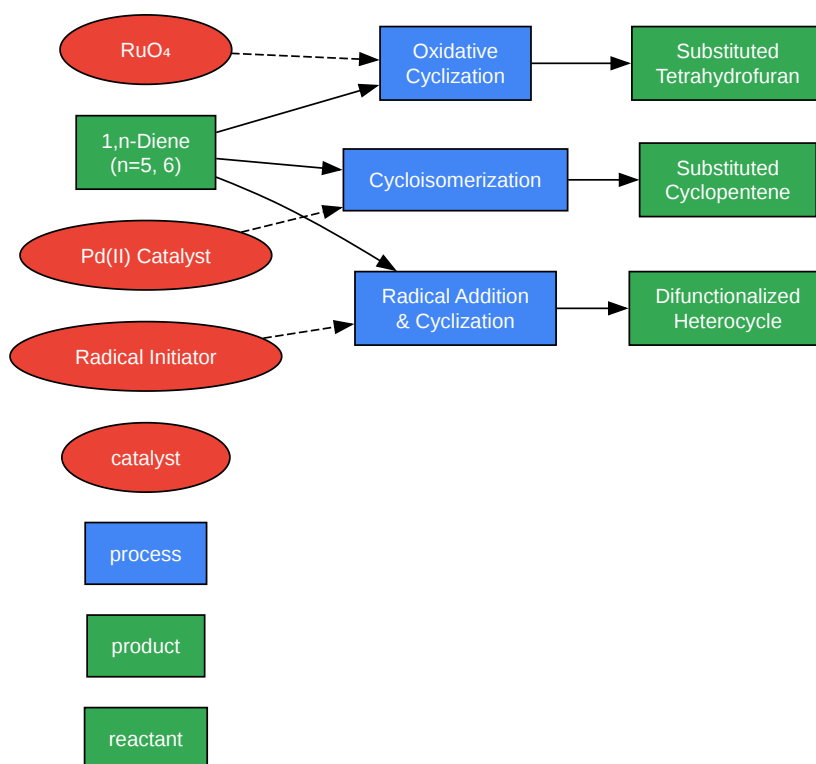 RuO₄
Oxidative
Cyclization
Substituted
Tetrahydrofuran
1,n-Diene
(n=5, 6)
Cycloisomerization
Substituted
Cyclopentene
Pd(II) Catalyst
Radical Addition
& Cyclization
Difunctionalized
Heterocycle
Radical Initiator
catalyst
process
product
reactant